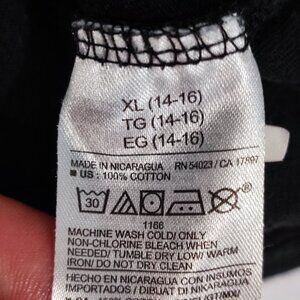 XL (14-16)
TG (14-16)
EG (14-16)
MADE IN NICARAGUA RN 54023 / CA 17897
US : 100% COTTON
30
1166
MACHINE WASH COLD/ ONLY
NON-CHLORINE BLEACH WHEN
NEEDED/ TUMBLE DRY LOW/ WARM
IRON/ DO NOT DRY CLEAN
HECHO EN NICARAGUA CON INSUMOS
IMPORTADOS / DIBUAT DI NIKARAGUA